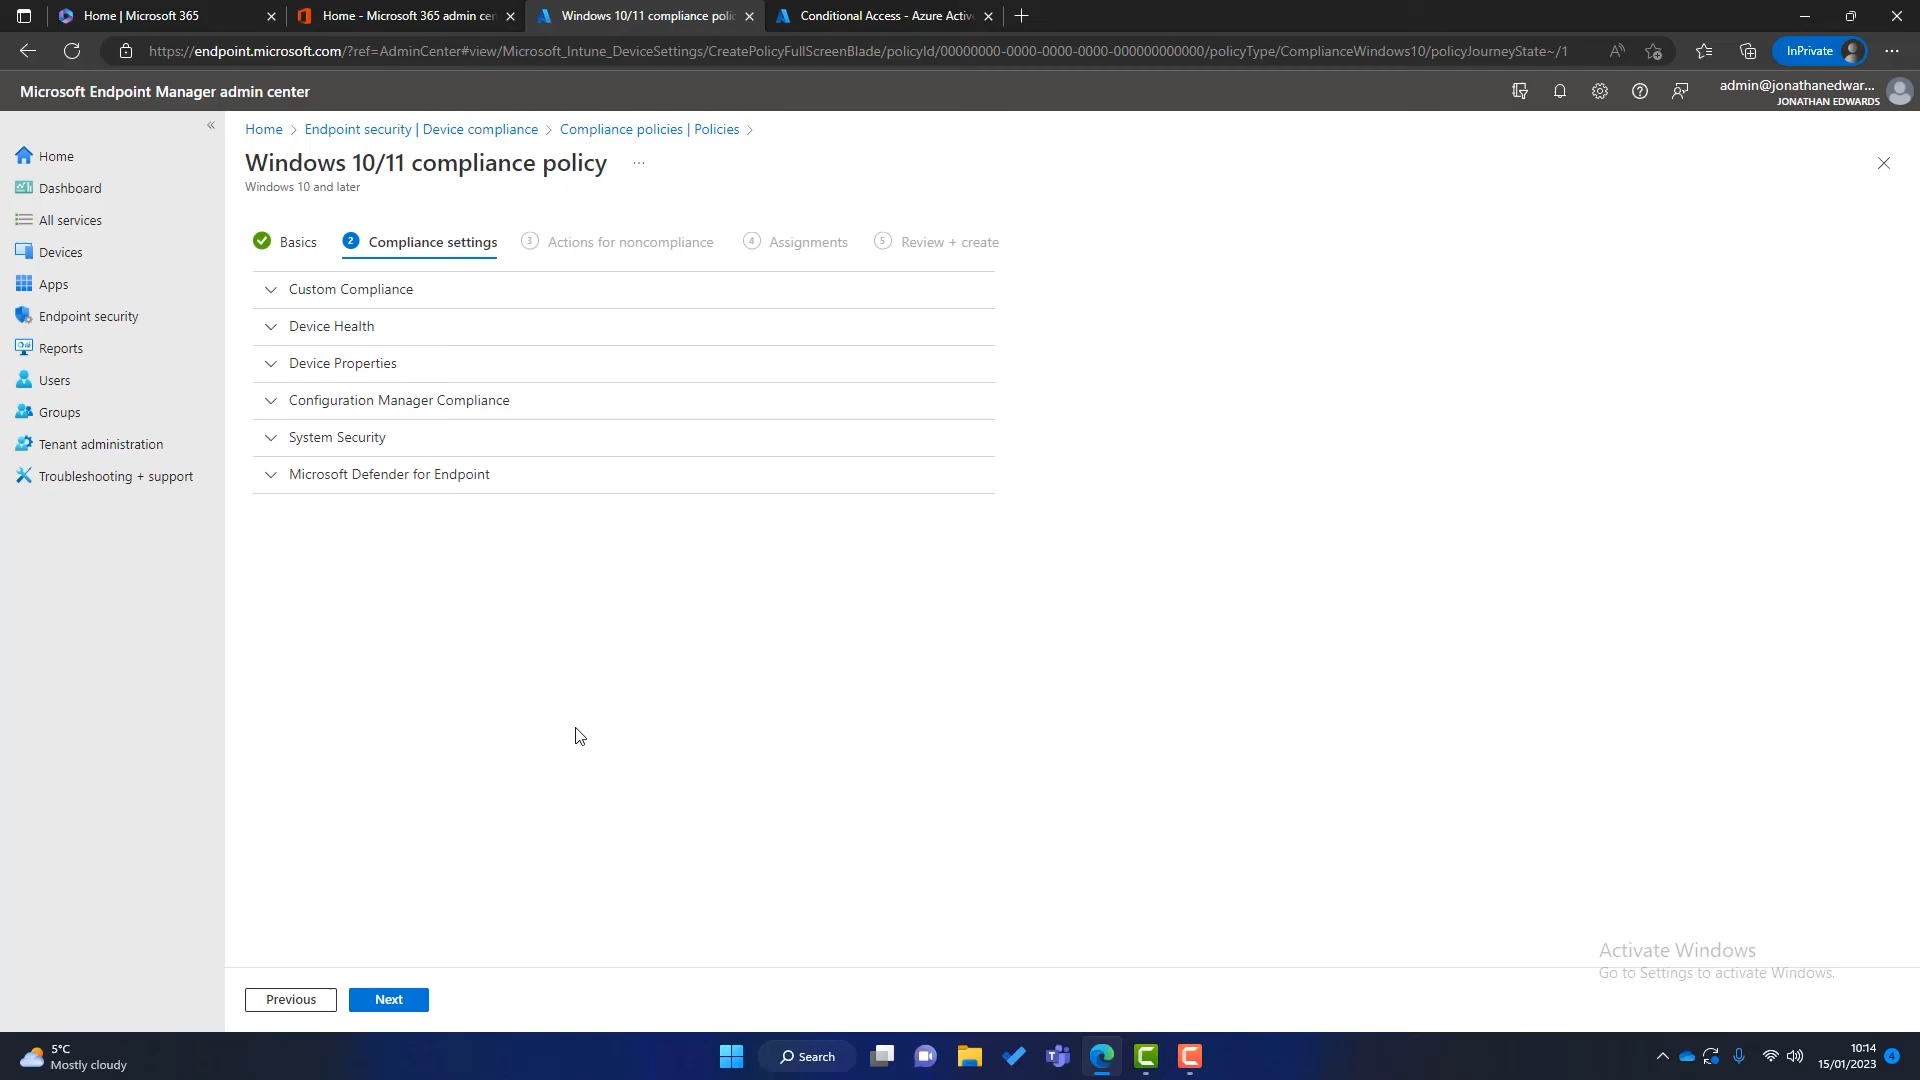 Home | Microsoft 365
Home - Microsoft 365 admin cen
Windows 10/11 compliance polic
Conditional Access - Azure Active
https://endpoint.microsoft.com/?ref=AdminCenter#view/Microsoft_Intune_DeviceSettings/CreatePolicyFullScreenBlade/policyId/00000000-0000-0000-0000-000000000000/policyType/ComplianceWindows10/policyJourneyState~/1
InPrivate
Microsoft Endpoint Manager admin center
admin@jonathanedwar...
JONATHAN EDWARDS
Home
Dashboard
All services
Devices
Apps
Endpoint security
Reports
Users
Groups
Tenant administration
Troubleshooting + support
Home > Endpoint security | Device compliance > Compliance policies | Policies >
Windows 10/11 compliance policy ...
Windows 10 and later
Basics
2 Compliance settings
3 Actions for noncompliance
4 Assignments
5 Review + create
Custom Compliance
Device Health
Device Properties
Configuration Manager Compliance
System Security
Microsoft Defender for Endpoint
Activate Windows
Go to Settings to activate Windows.
Previous
Next
5°C
Mostly cloudy
Search
10:14
15/01/2023
4